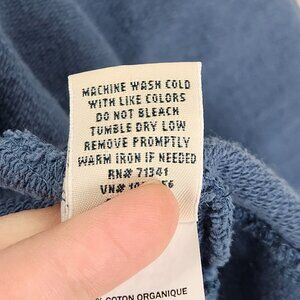 MACHINE WASH COLD
WITH LIKE COLORS
DO NOT BLEACH
TUMBLE DRY LOW
REMOVE PROMPTLY
WARM IRON IF NEEDED
RN# 71341
VN#
COTON ORGANIQUE